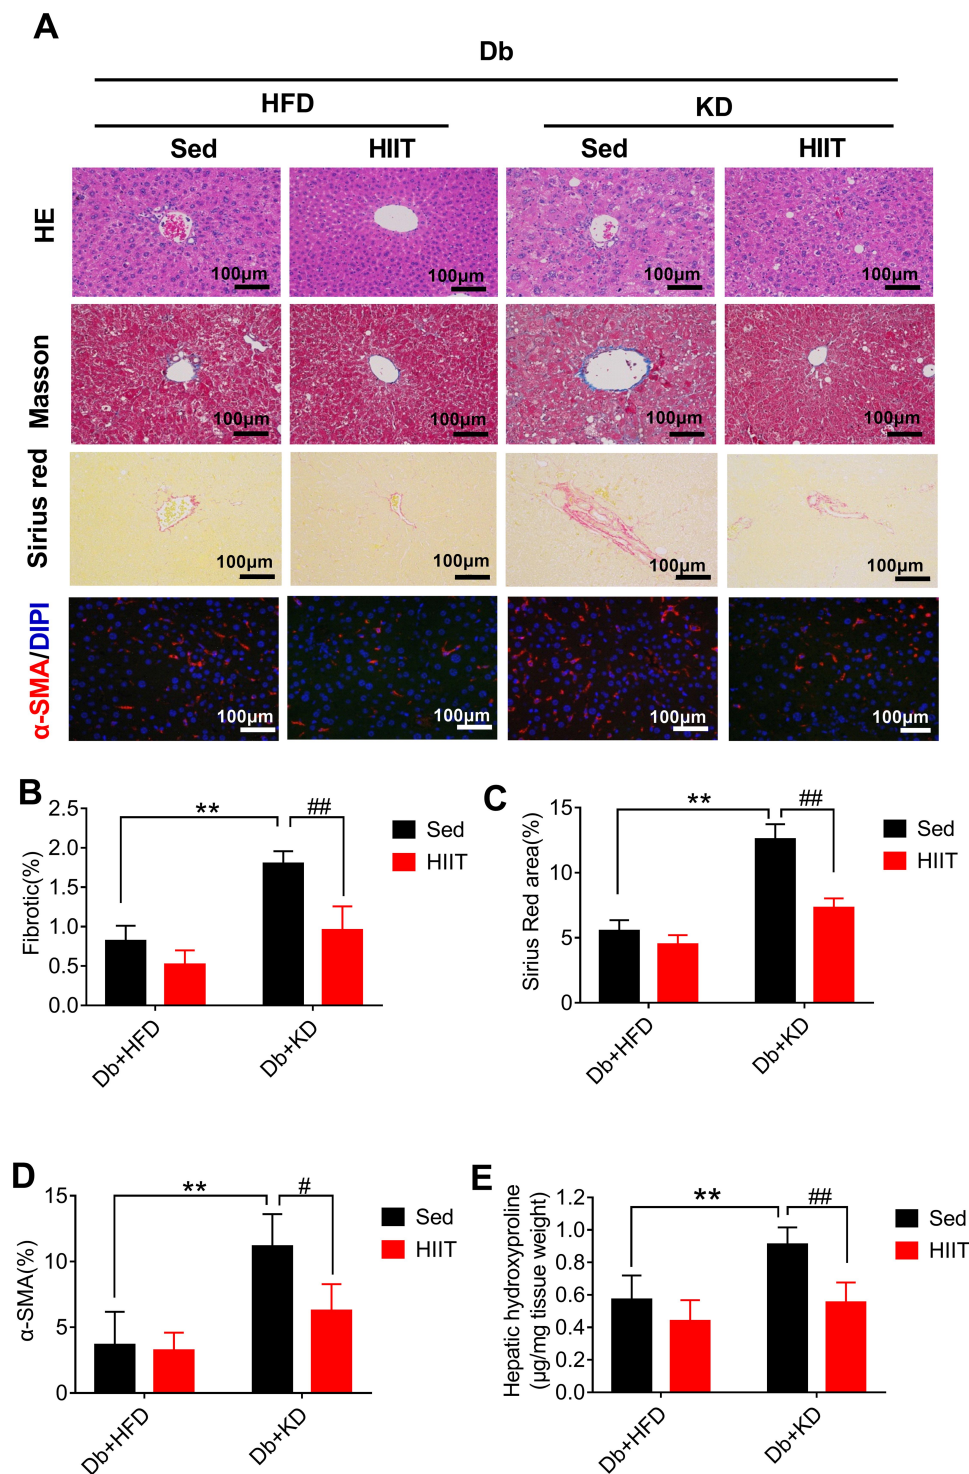 A
Db
HFD
KD
Sed
HIIT
Sed
HIIT
HE
100μm
100μm
100μm
100μm
Masson
100μm
100μm
100μm
100μm
Sirius red
100μm
100μm
100μm
100μm
α-SMA/DIPI
100μm
100μm
100μm
100μm
B
Fibrotic(%)
2.5
2.0
1.5
1.0
0.5
0.0
**
##
Sed
HIIT
Db+HFD
Db+KD
C
Sirius Red area(%)
15
10
5
0
**
##
Sed
HIIT
Db+HFD
Db+KD
D
α-SMA(%)
15
10
5
0
**
#
Sed
HIIT
Db+HFD
Db+KD
E
Hepatic hydroxyproline
(μg/mg tissue weight)
1.2
1.0
0.8
0.6
0.4
0.2
0.0
**
##
Sed
HIIT
Db+HFD
Db+KD